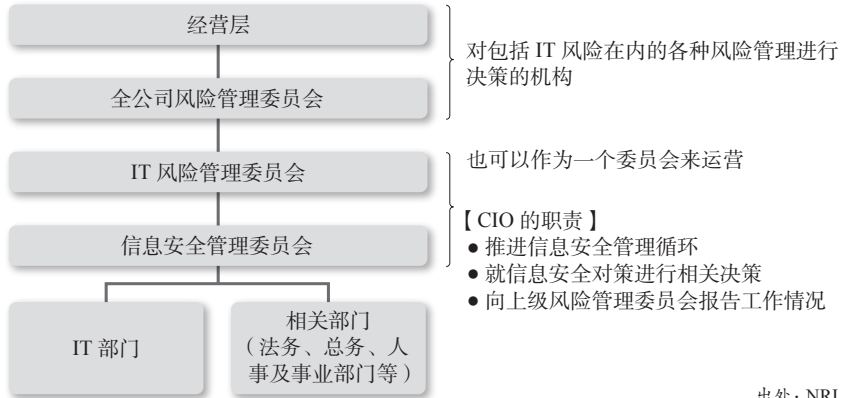 经营层
对包括 IT 风险在内的各种风险管理进行
决策的机构
全公司风险管理委员会
IT 风险管理委员会
也可以作为一个委员会来运营
信息安全管理委员会
【 CIO 的职责 】
● 推进信息安全管理循环
● 就信息安全对策进行相关决策
● 向上级风险管理委员会报告工作情况
IT 部门
相关部门
（法务、总务、人
事及事业部门等）
出处：NRI